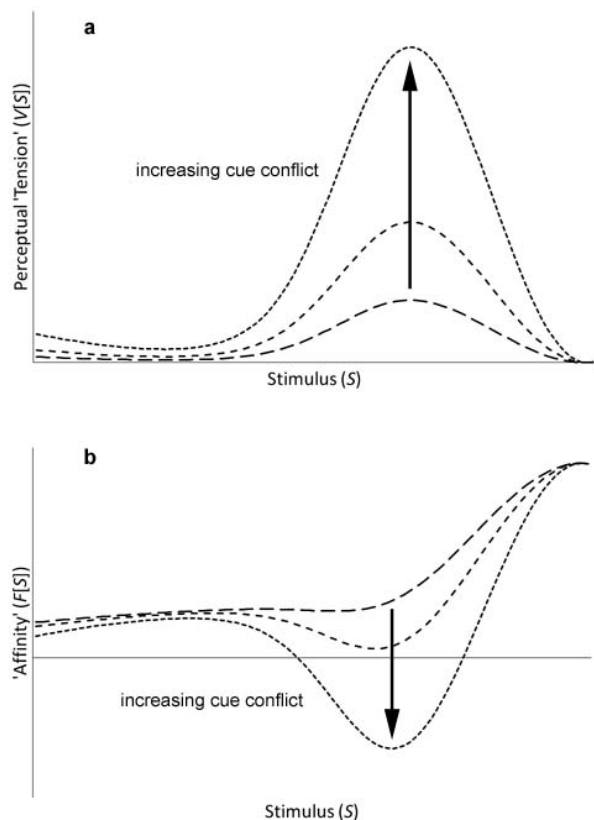 a
Perceptual 'Tension' (V[S])
increasing cue conflict
Stimulus (S)
b
'Affinity' (F[S])
increasing cue conflict
Stimulus (S)